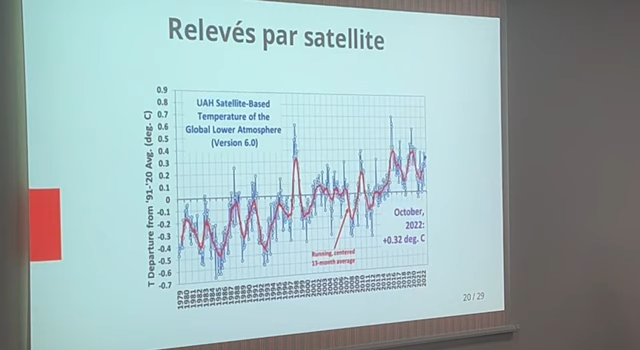 Relevés par satellite
UAH Satellite-Based
Temperature of the
Global Lower Atmosphere
(Version 6.0)
T Departure from '91-'20 Avg. (deg. C)
0.9
0.8
0.7
0.6
0.5
0.4
0.3
0.2
0.1
0
-0.1
-0.2
-0.3
-0.4
-0.5
-0.6
-0.7
October,
2022:
+0.32 deg. C
Running, centered
13-month average
1979
1980
20 / 29